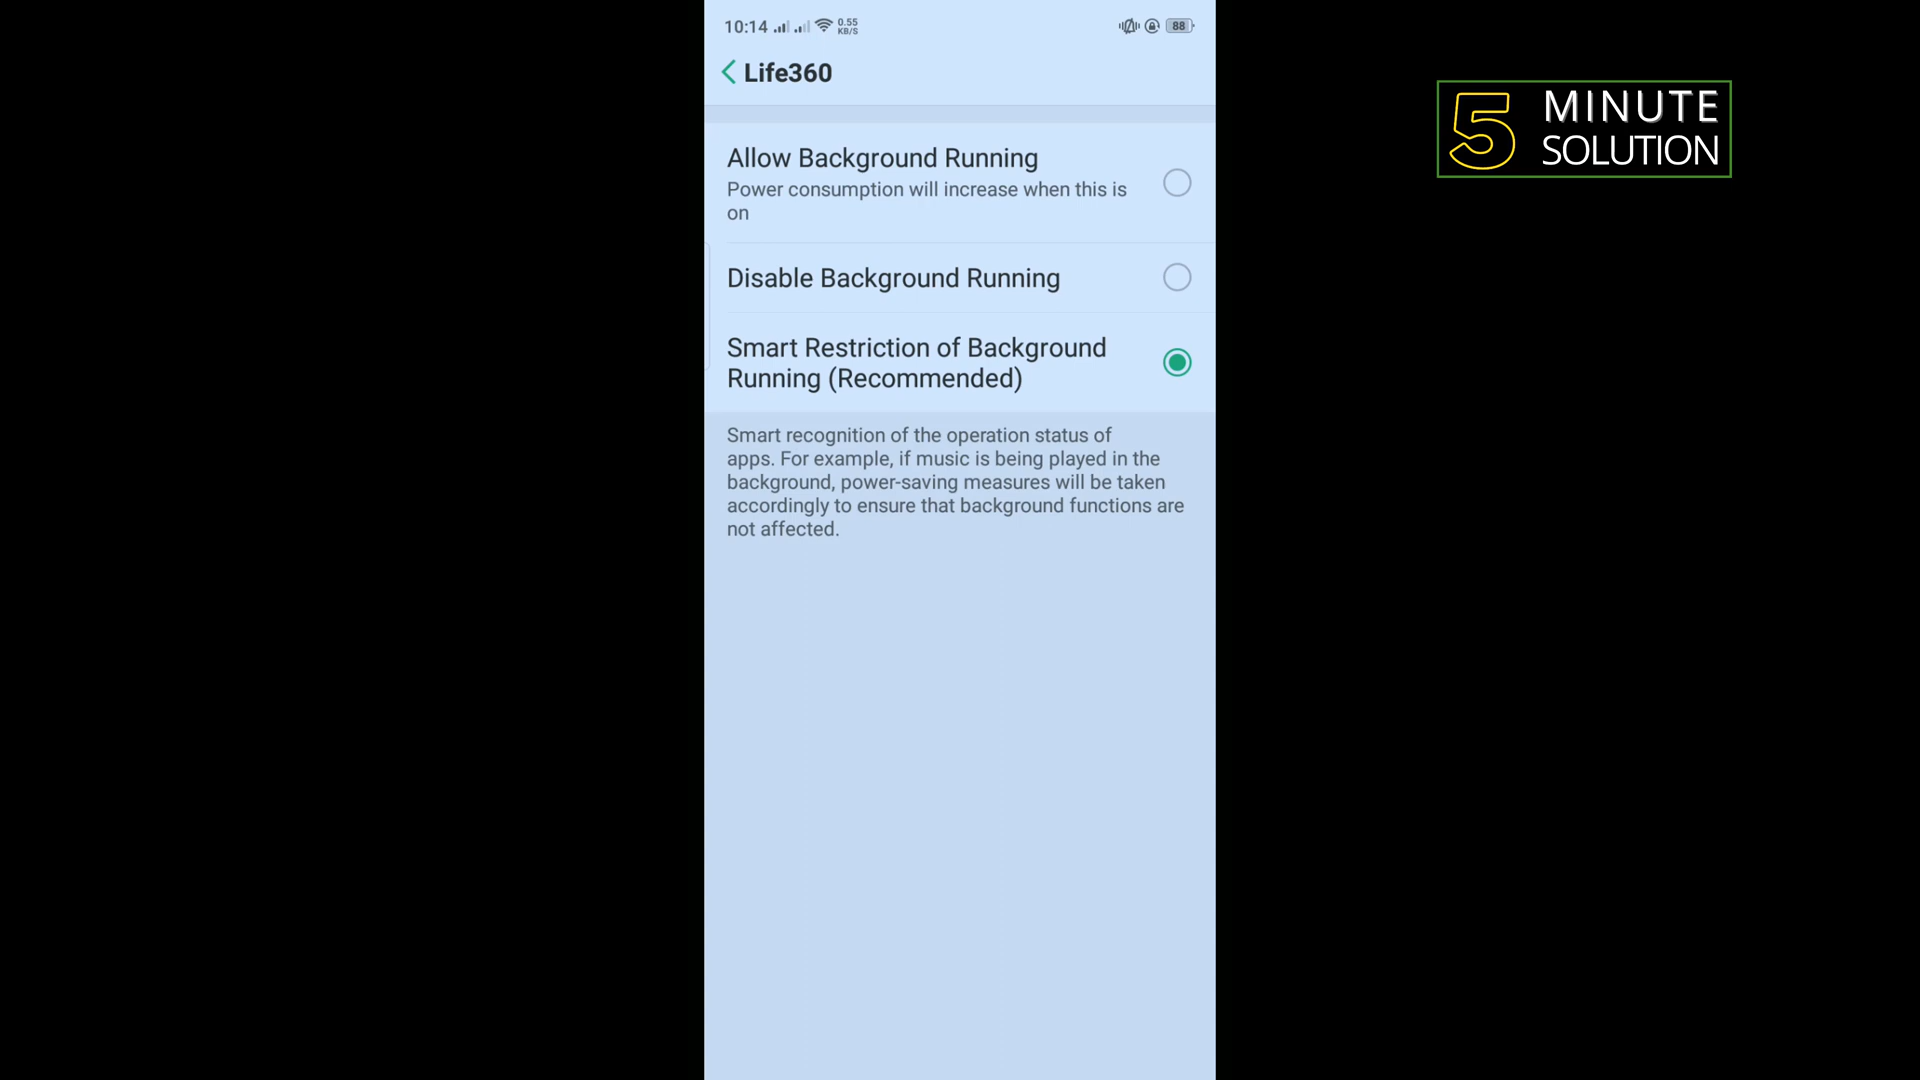 10:14 0.55 KB/S 88
Life360
5 MINUTE
SOLUTION
Allow Background Running
Power consumption will increase when this is
on
Disable Background Running
Smart Restriction of Background
Running (Recommended)
Smart recognition of the operation status of
apps. For example, if music is being played in the
background, power-saving measures will be taken
accordingly to ensure that background functions are
not affected.